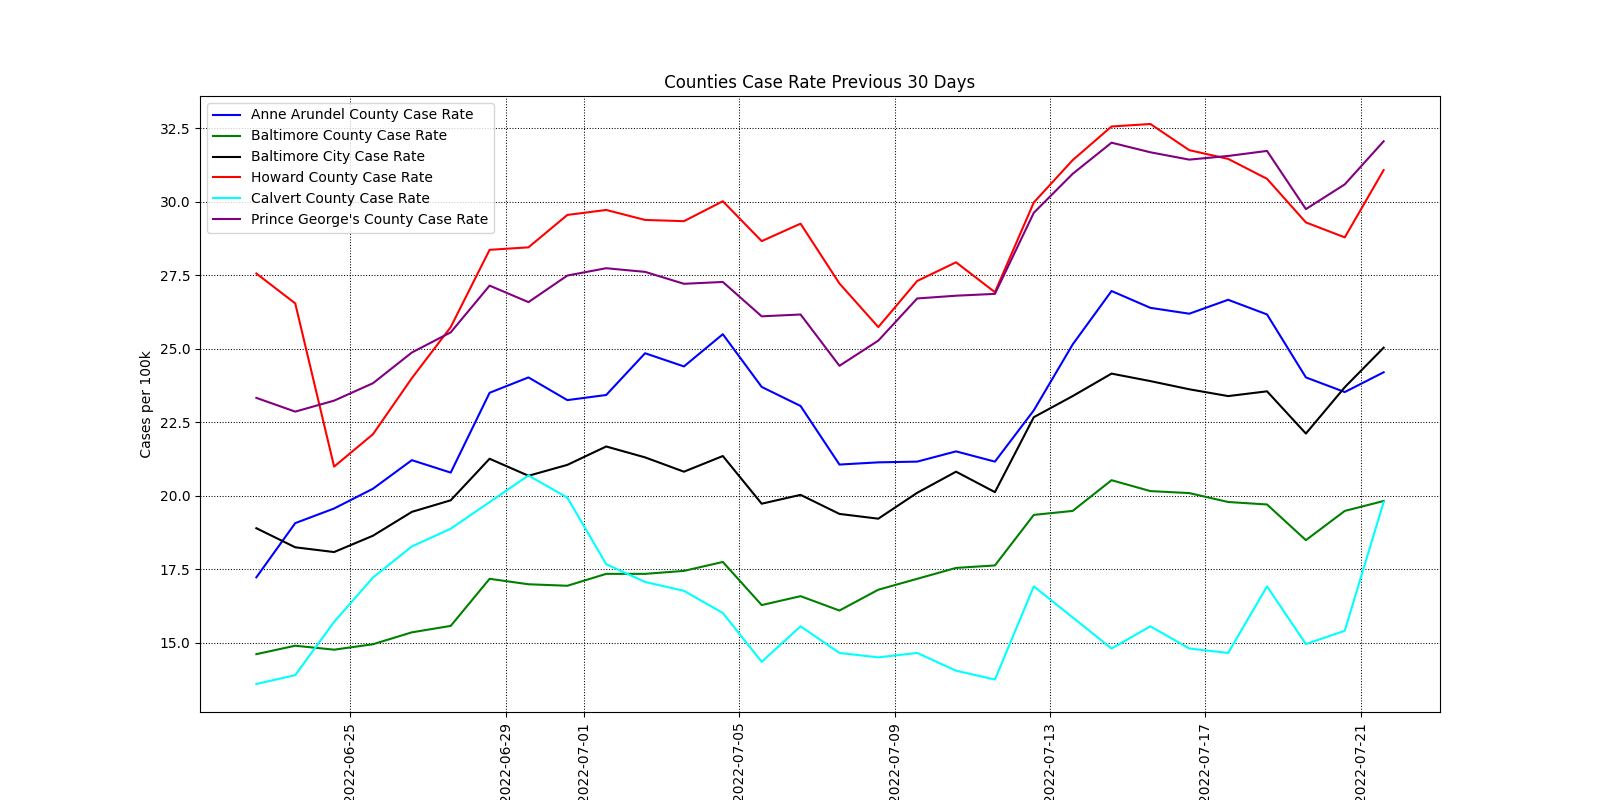 Counties Case Rate Previous 30 Days
Anne Arundel County Case Rate
Baltimore County Case Rate
Baltimore City Case Rate
Howard County Case Rate
Calvert County Case Rate
Prince George's County Case Rate
Cases per 100k
32.5
30.0
27.5
25.0
22.5
20.0
17.5
15.0
2022-06-25
2022-06-29
2022-07-01
2022-07-05
2022-07-09
2022-07-13
2022-07-17
2022-07-21